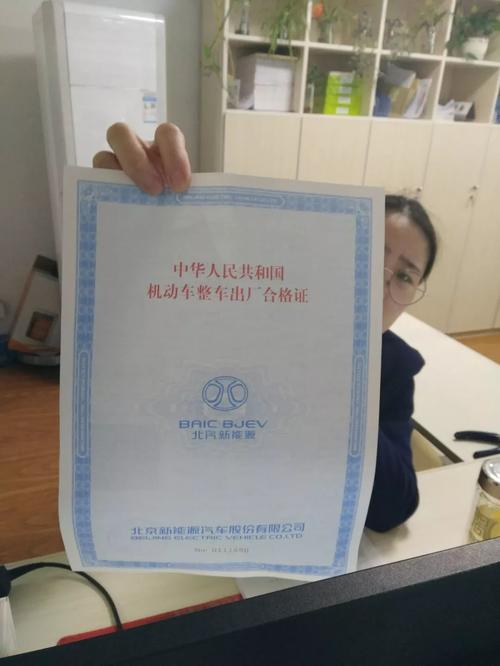 中华人民共和国
机动车整车出厂合格证
BAIC BJEV
北汽新能源
北京新能源汽车股份有限公司
BEIJING ELECTRIC VEHICLE CO.,LTD